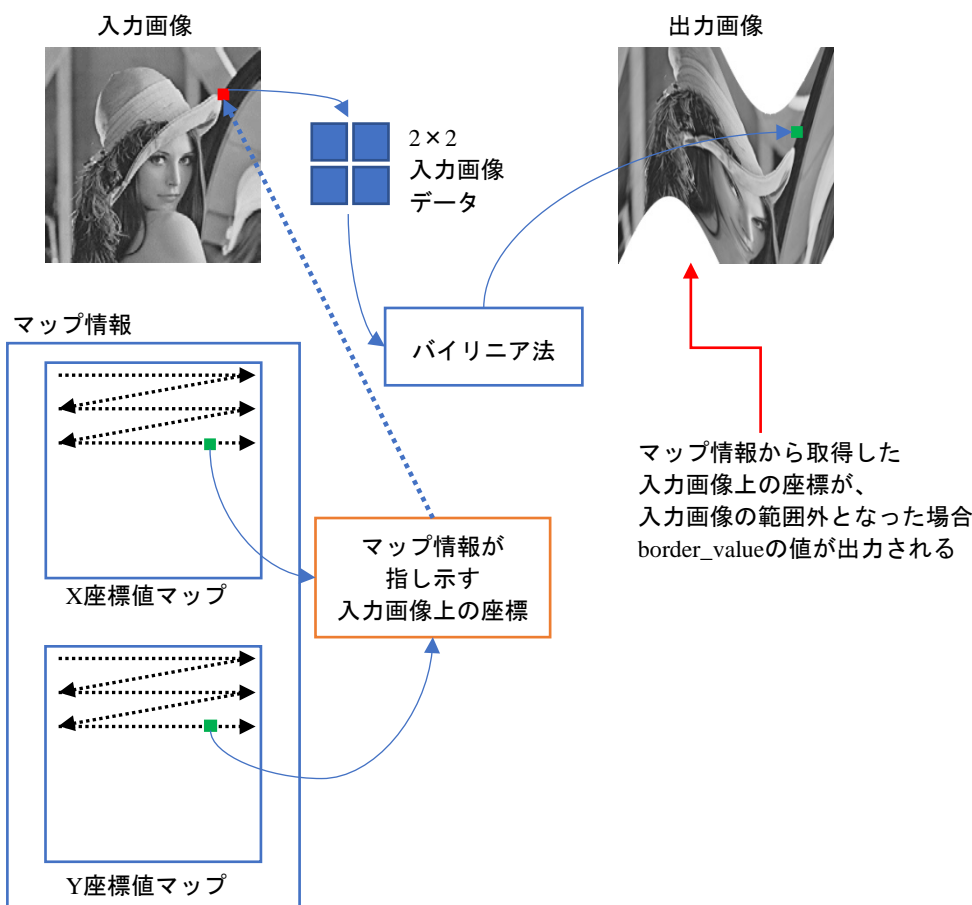 入力画像
出力画像
2×2
入力画像
データ
バイリニア法
マップ情報
X座標値マップ
マップ情報が
指し示す
入力画像上の座標
マップ情報から取得した
入力画像上の座標が、
入力画像の範囲外となった場合
border_valueの値が出力される
Y座標値マップ